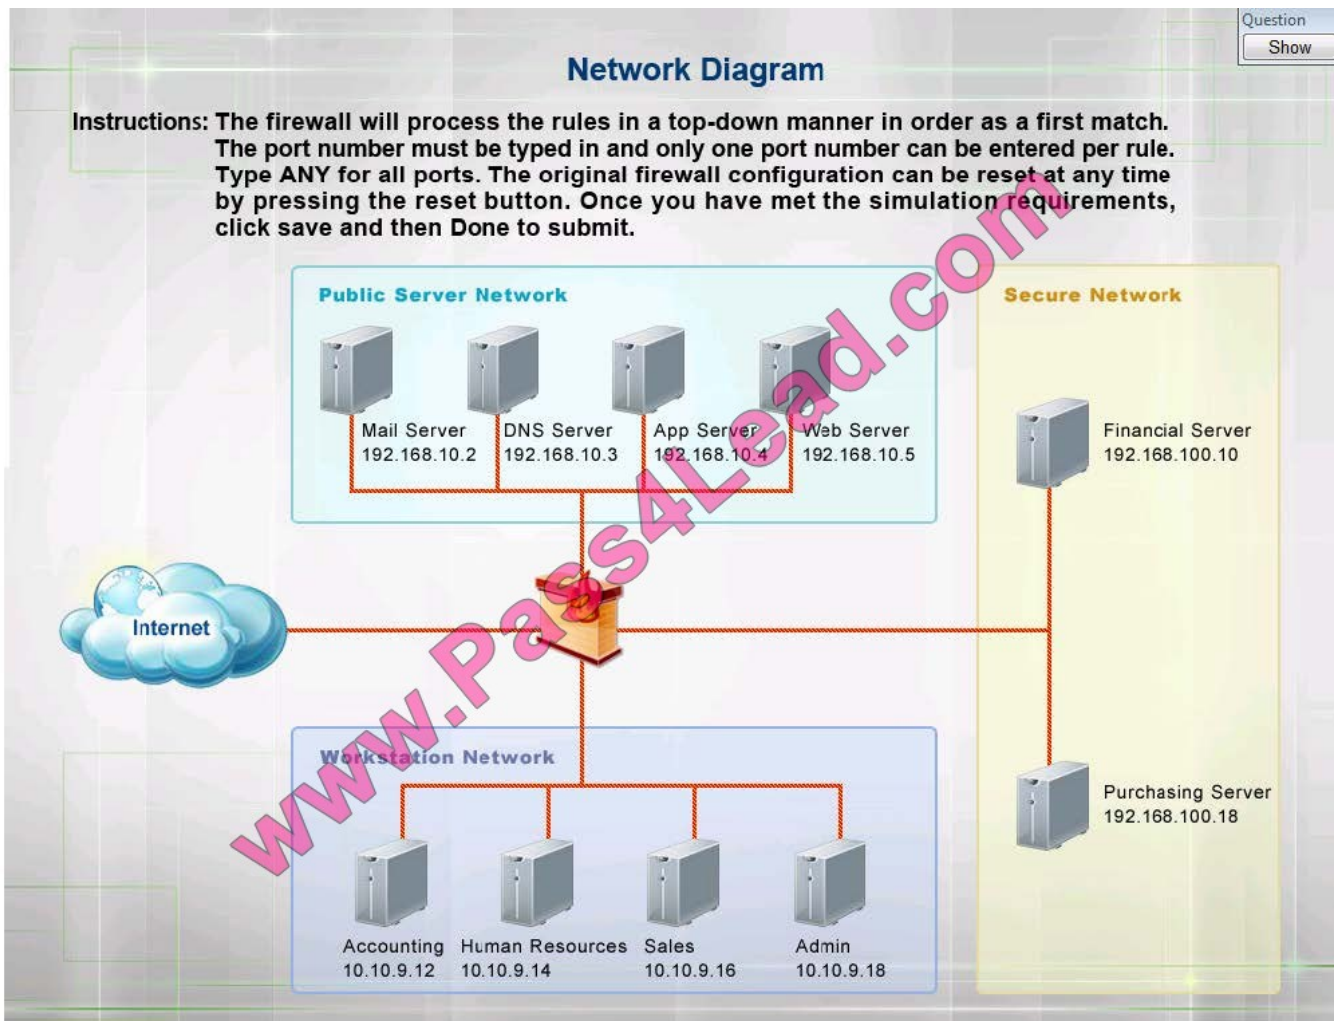 Question
Show
Network Diagram
Instructions: The firewall will process the rules in a top-down manner in order as a first match.
The port number must be typed in and only one port number can be entered per rule.
Type ANY for all ports. The original firewall configuration can be reset at any time
by pressing the reset button. Once you have met the simulation requirements,
click save and then Done to submit.
Public Server Network
Secure Network
Mail Server
192.168.10.2
DNS Server
192.168.10.3
App Server
192.168.10.4
Web Server
192.168.10.5
Financial Server
192.168.100.10
Internet
www.Pass4Lead.com
Workstation Network
Purchasing Server
192.168.100.18
Accounting
10.10.9.12
Human Resources
10.10.9.14
Sales
10.10.9.16
Admin
10.10.9.18